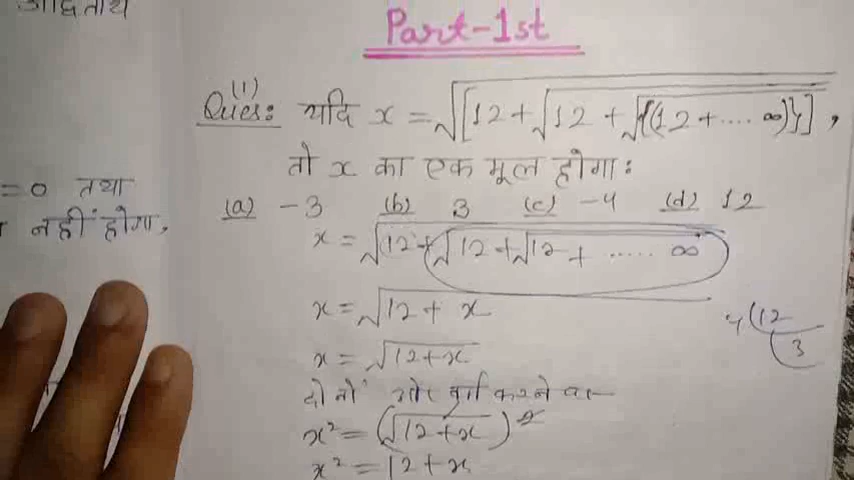 Part-1st
(1)
Ques: यदि x = √[12 + √12 + √{(12 + .... ∞)}] ,
तो x का एक मूल होगा :
= 0 तथा
नहीं होगा,
(a) -3 (b) 3 (c) -4 (d) 12
x = √12 + √12 + √12 + ..... ∞
x = √12 + x
4(12
3
x = √12+x
दोनों ओर वर्ग करने पर
x² = (√12+x)²
x² = 12 + x